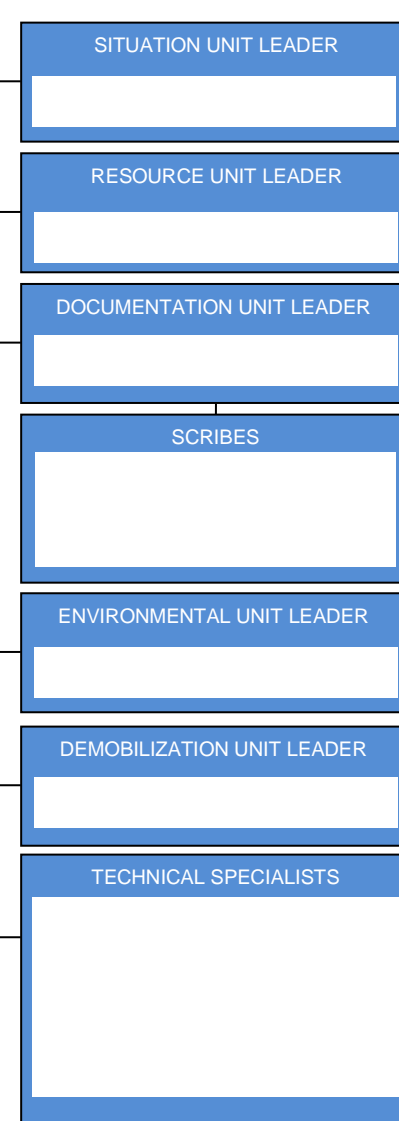 SITUATION UNIT LEADER
RESOURCE UNIT LEADER
DOCUMENTATION UNIT LEADER
SCRIBES
ENVIRONMENTAL UNIT LEADER
DEMOBILIZATION UNIT LEADER
TECHNICAL SPECIALISTS